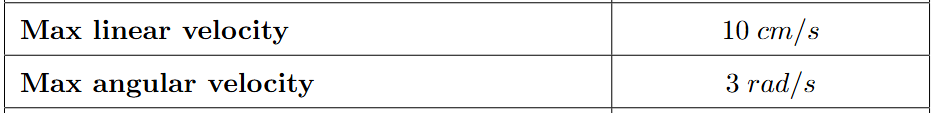 Max linear velocity 10 cm/s
Max angular velocity 3 rad/s